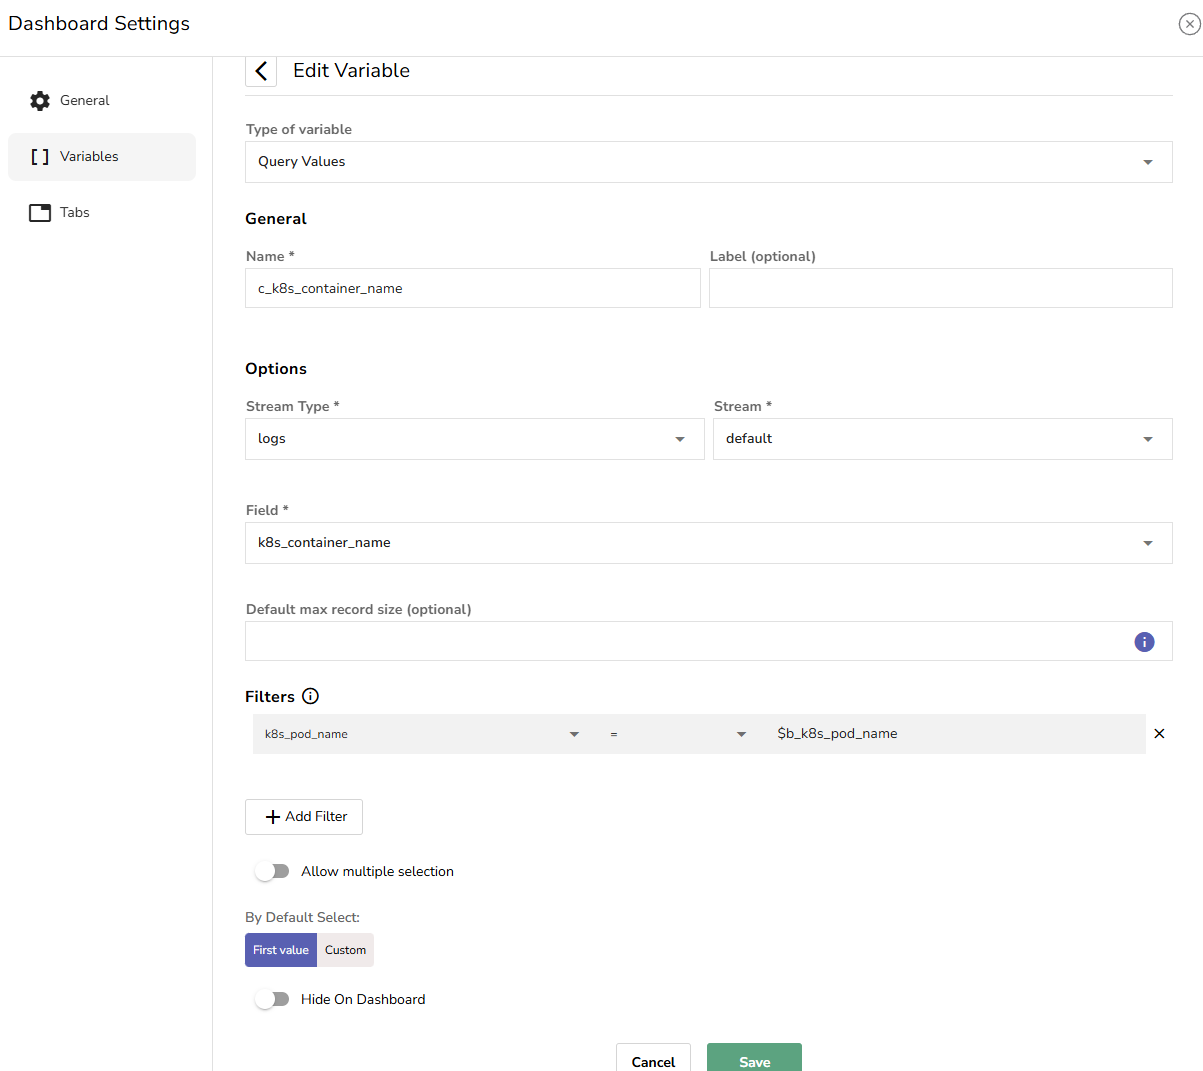 Dashboard Settings
General
Variables
Tabs
Edit Variable
Type of variable
Query Values
General
Name * Label (optional)
c_k8s_container_name
Options
Stream Type * Stream *
logs default
Field *
k8s_container_name
Default max record size (optional)
Filters
k8s_pod_name = $b_k8s_pod_name
Add Filter
Allow multiple selection
By Default Select:
First value Custom
Hide On Dashboard
Cancel Save